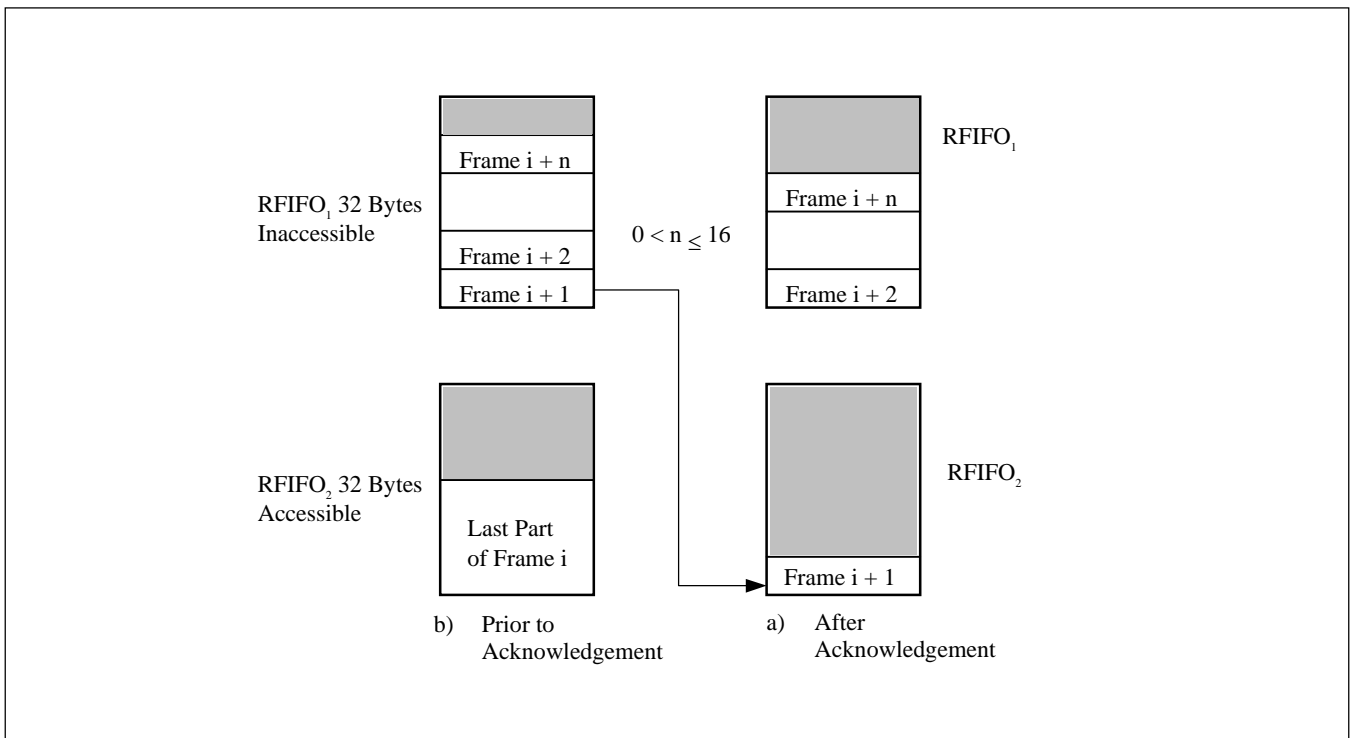 RFIFO₁ 32 Bytes
Inaccessible
Frame i + n
Frame i + 2
Frame i + 1
0 < n ≤ 16
RFIFO₁
Frame i + n
Frame i + 2
RFIFO₂ 32 Bytes
Accessible
Last Part
of Frame i
RFIFO₂
Frame i + 1
b) Prior to
Acknowledgement
a) After
Acknowledgement